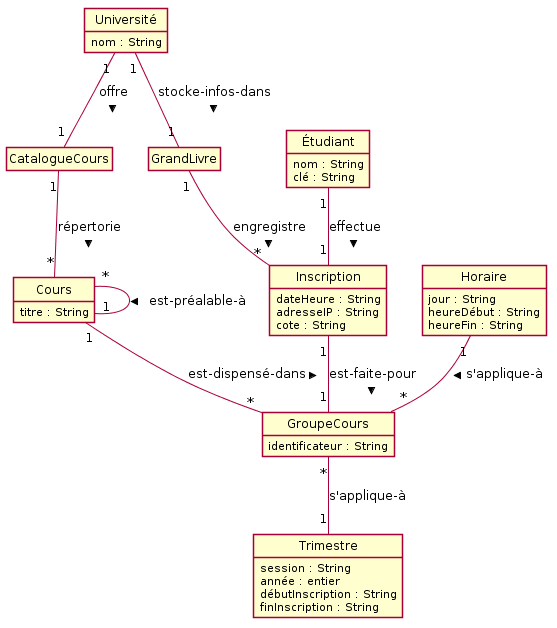 Université
nom : String
1
1
offre
▼
stocke-infos-dans
▼
1
1
CatalogueCours
GrandLivre
Étudiant
nom : String
clé : String
1
1
1
répertorie
▼
engregistre
▼
effectue
▼
*
*
1
Cours
titre : String
*
1
◄ est-préalable-à
Inscription
dateHeure : String
adresseIP : String
cote : String
Horaire
jour : String
heureDébut : String
heureFin : String
1
1
1
est-dispensé-dans ►
est-faite-pour
▼
◄ s'applique-à
*
1
*
GroupeCours
identificateur : String
*
s'applique-à
1
Trimestre
session : String
année : entier
débutInscription : String
finInscription : String